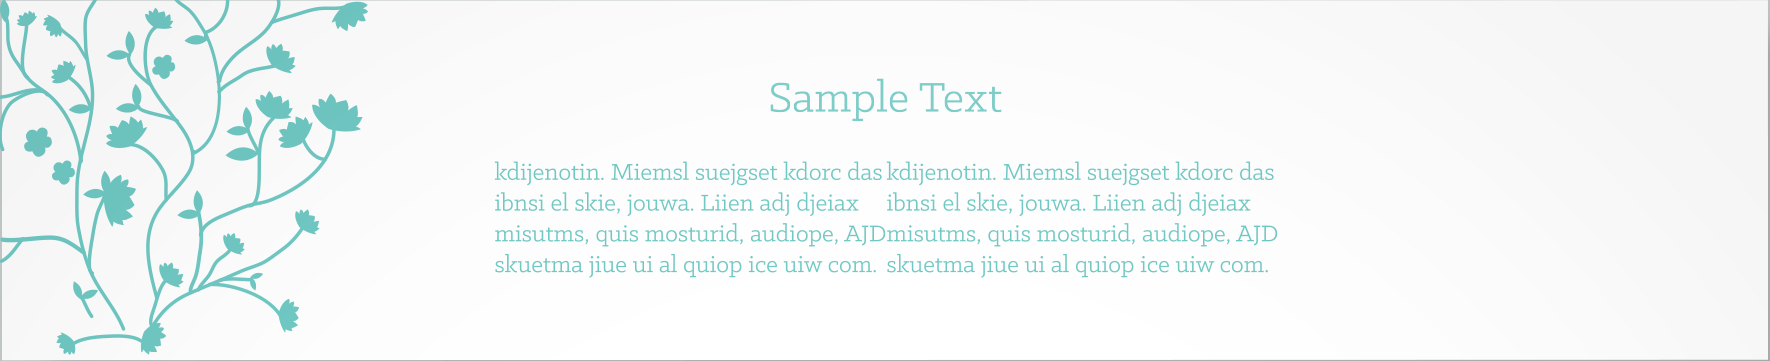 Sample Text
kdijenotin. Miemsl suejgset kdorc das
ibnsi el skie, jouwa. Liien adj djeiax
misutms, quis mosturid, audiope, AJD
skuetma jiue ui al quiop ice uiw com.
kdijenotin. Miemsl suejgset kdorc das
ibnsi el skie, jouwa. Liien adj djeiax
misutms, quis mosturid, audiope, AJD
skuetma jiue ui al quiop ice uiw com.